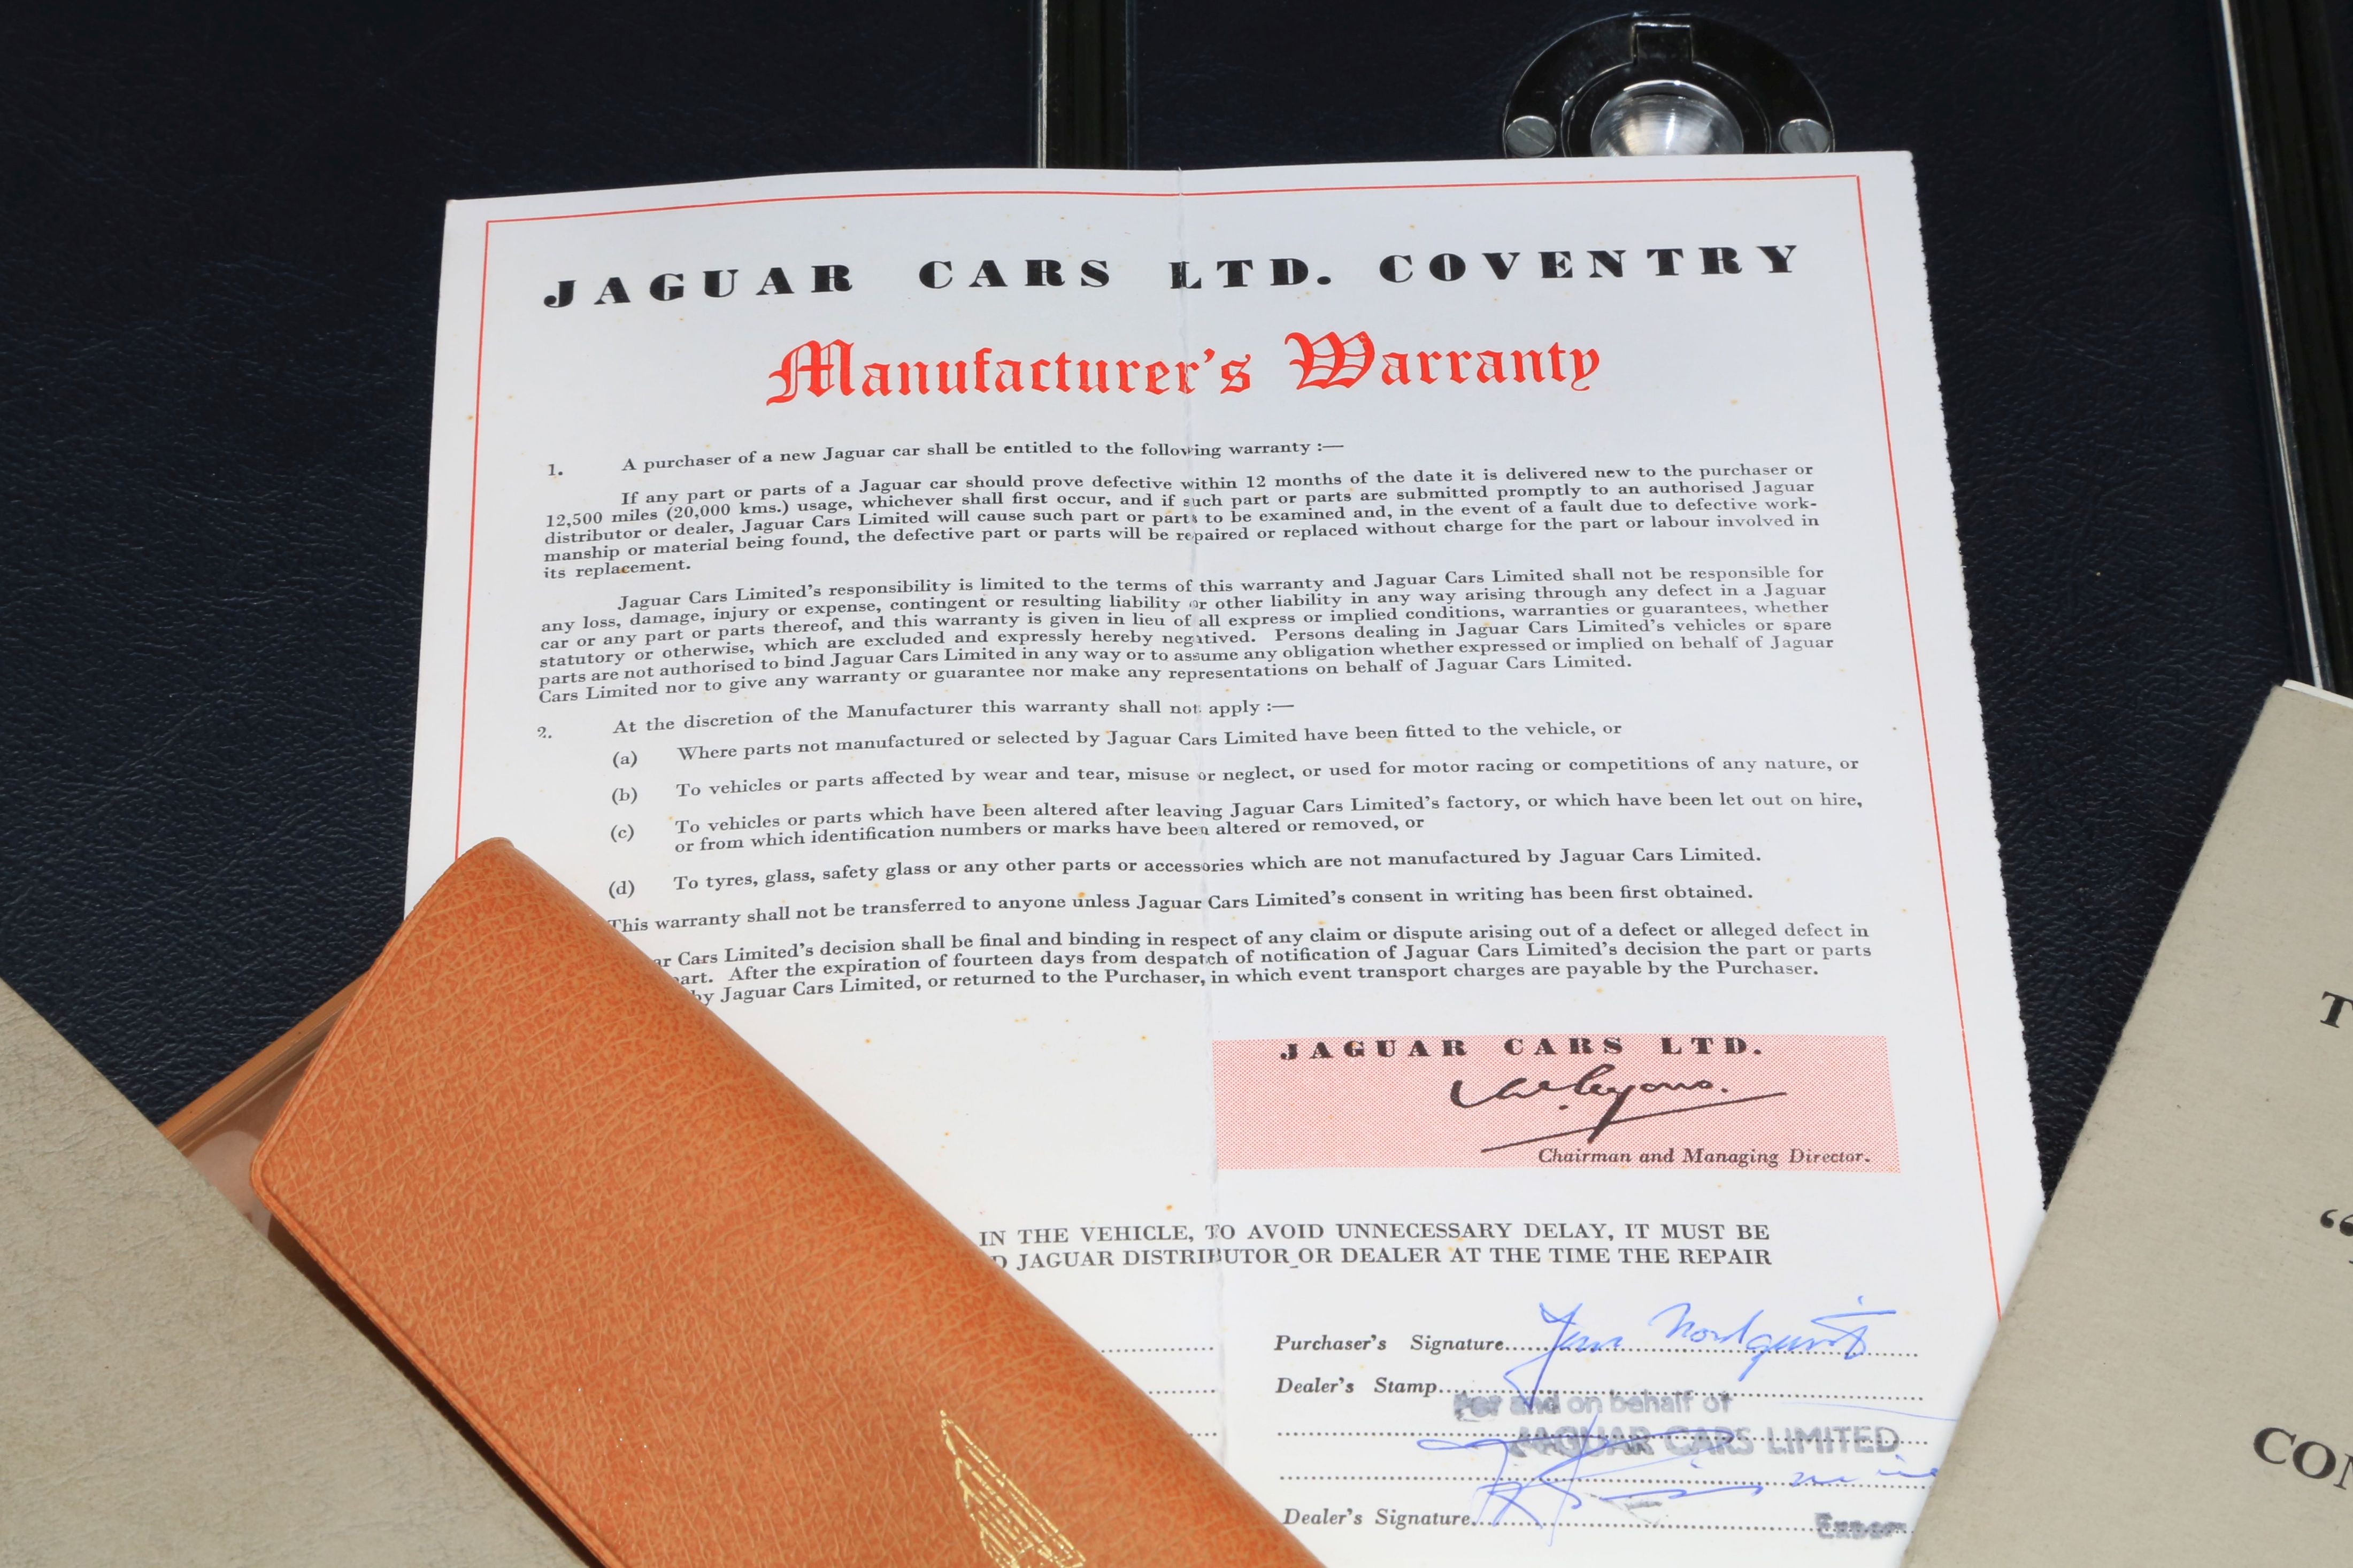 JAGUAR CARS LTD. COVENTRY
Manufacturer's Warranty
1. A purchaser of a new Jaguar car shall be entitled to the following warranty :—
If any part or parts of a Jaguar car should prove defective within 12 months of the date it is delivered new to the purchaser or
12,500 miles (20,000 kms.) usage, whichever shall first occur, and if such part or parts are submitted promptly to an authorised Jaguar
distributor or dealer, Jaguar Cars Limited will cause such part or parts to be examined and, in the event of a fault due to defective work-
manship or material being found, the defective part or parts will be repaired or replaced without charge for the part or labour involved in
its replacement.
Jaguar Cars Limited's responsibility is limited to the terms of this warranty and Jaguar Cars Limited shall not be responsible for
any loss, damage, injury or expense, contingent or resulting liability or other liability in any way arising through any defect in a Jaguar
car or any part or parts thereof, and this warranty is given in lieu of all express or implied conditions, warranties or guarantees, whether
statutory or otherwise, which are excluded and expressly hereby negatived. Persons dealing in Jaguar Cars Limited's vehicles or spare
parts are not authorised to bind Jaguar Cars Limited in any way or to assume any obligation whether expressed or implied on behalf of Jaguar
Cars Limited nor to give any warranty or guarantee nor make any representations on behalf of Jaguar Cars Limited.
2. At the discretion of the Manufacturer this warranty shall not apply :—
(a) Where parts not manufactured or selected by Jaguar Cars Limited have been fitted to the vehicle, or
(b) To vehicles or parts affected by wear and tear, misuse or neglect, or used for motor racing or competitions of any nature, or
(c) To vehicles or parts which have been altered after leaving Jaguar Cars Limited's factory, or which have been let out on hire,
or from which identification numbers or marks have been altered or removed, or
(d) To tyres, glass, safety glass or any other parts or accessories which are not manufactured by Jaguar Cars Limited.
This warranty shall not be transferred to anyone unless Jaguar Cars Limited's consent in writing has been first obtained.
ar Cars Limited's decision shall be final and binding in respect of any claim or dispute arising out of a defect or alleged defect in
part. After the expiration of fourteen days from despatch of notification of Jaguar Cars Limited's decision the part or parts
by Jaguar Cars Limited, or returned to the Purchaser, in which event transport charges are payable by the Purchaser.
JAGUAR CARS LTD.
W. Lyons.
Chairman and Managing Director.
IN THE VEHICLE, TO AVOID UNNECESSARY DELAY, IT MUST BE
D JAGUAR DISTRIBUTOR OR DEALER AT THE TIME THE REPAIR
Purchaser's Signature
Dealer's Stamp
For and on behalf of
JAGUAR CARS LIMITED
Dealer's Signature
T
"
CON